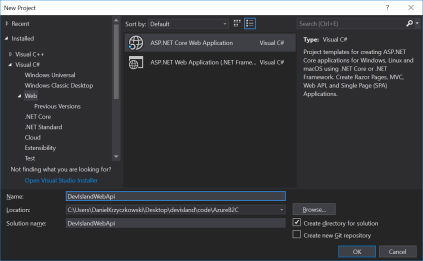 New Project
Recent
Installed
Visual C++
Visual C#
Windows Universal
Windows Classic Desktop
Web
Previous Versions
.NET Core
.NET Standard
Cloud
Extensibility
Test
Not finding what you are looking for?
Open Visual Studio Installer
Sort by: Default
ASP.NET Core Web Application Visual C#
ASP.NET Web Application (.NET Frame... Visual C#
Search (Ctrl+E)
Type: Visual C#
Project templates for creating ASP.NET
Core applications for Windows, Linux and
macOS using .NET Core or .NET
Framework. Create Razor Pages, MVC,
Web API, and Single Page (SPA)
Applications.
Name: DevIslandWebApi
Location: C:\Users\DanielKrzyczkowski\Desktop\devisland\code\AzureB2C
Browse...
Solution name: DevIslandWebApi
Create directory for solution
Create new Git repository
OK
Cancel